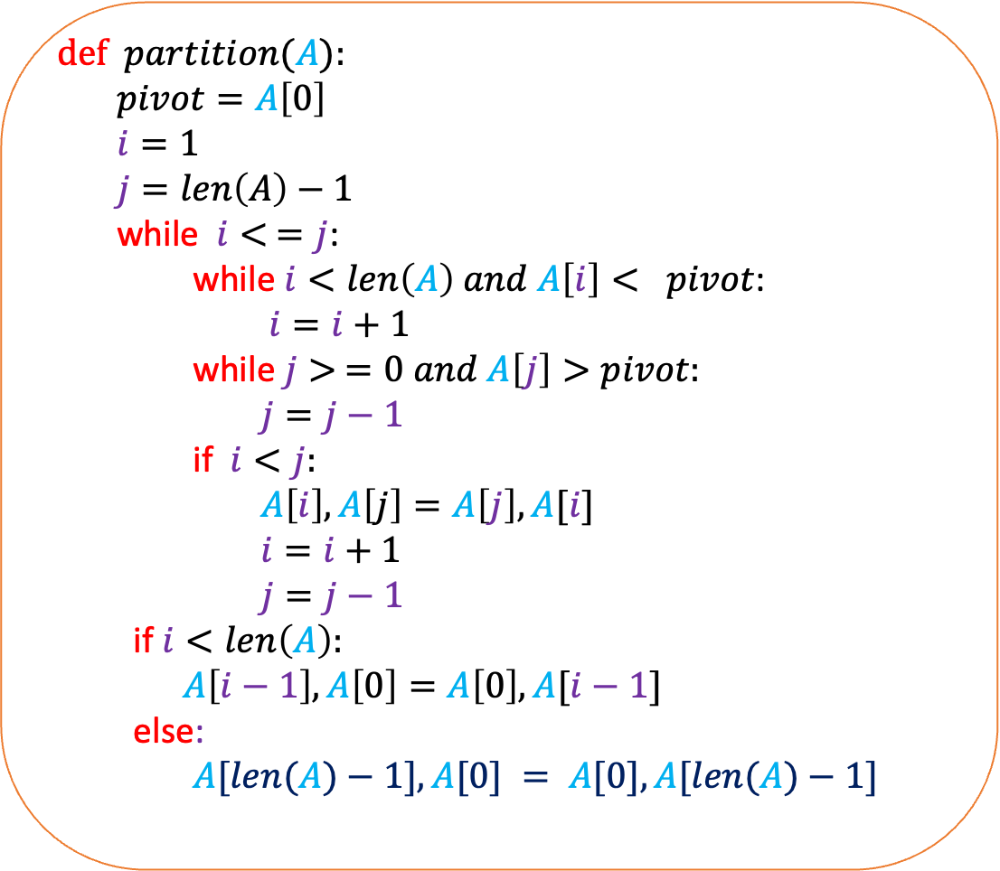 def partition(A):
pivot = A[0]
i = 1
j = len(A) − 1
while i < = j:
while i < len(A) and A[i] < pivot:
i = i + 1
while j > = 0 and A[j] > pivot:
j = j − 1
if i < j:
A[i], A[j] = A[j], A[i]
i = i + 1
j = j − 1
if i < len(A):
A[i − 1], A[0] = A[0], A[i − 1]
else:
A[len(A) − 1], A[0] = A[0], A[len(A) − 1]